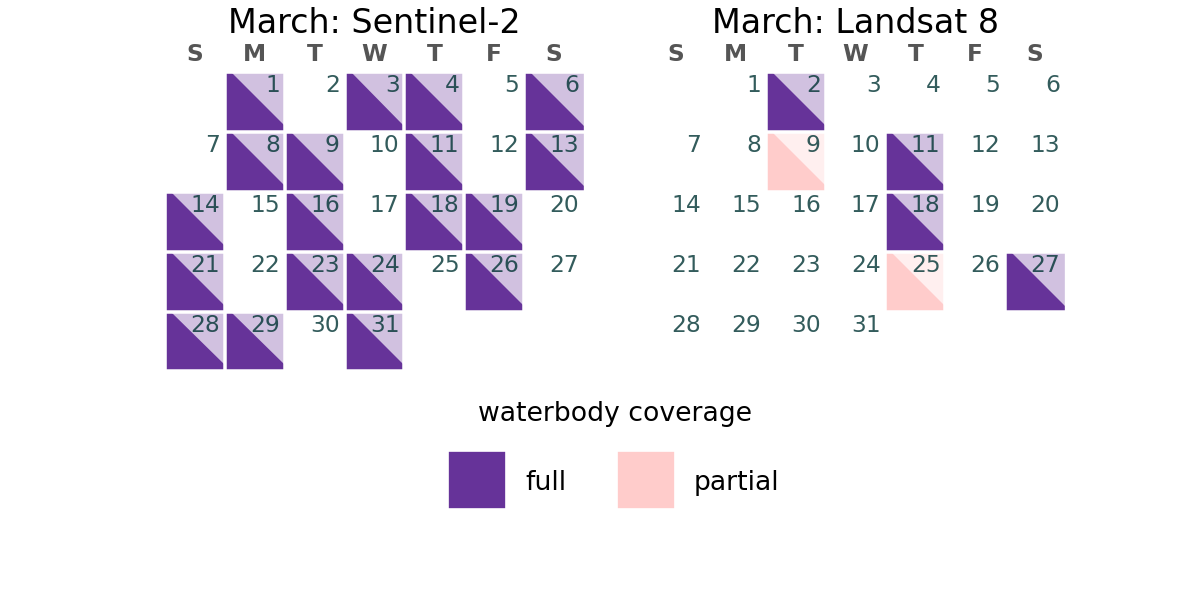 March: Sentinel-2
S M T W T F S
1 2 3 4 5 6
7 8 9 10 11 12 13
14 15 16 17 18 19 20
21 22 23 24 25 26 27
28 29 30 31
March: Landsat 8
S M T W T F S
1 2 3 4 5 6
7 8 9 10 11 12 13
14 15 16 17 18 19 20
21 22 23 24 25 26 27
28 29 30 31
waterbody coverage
full partial